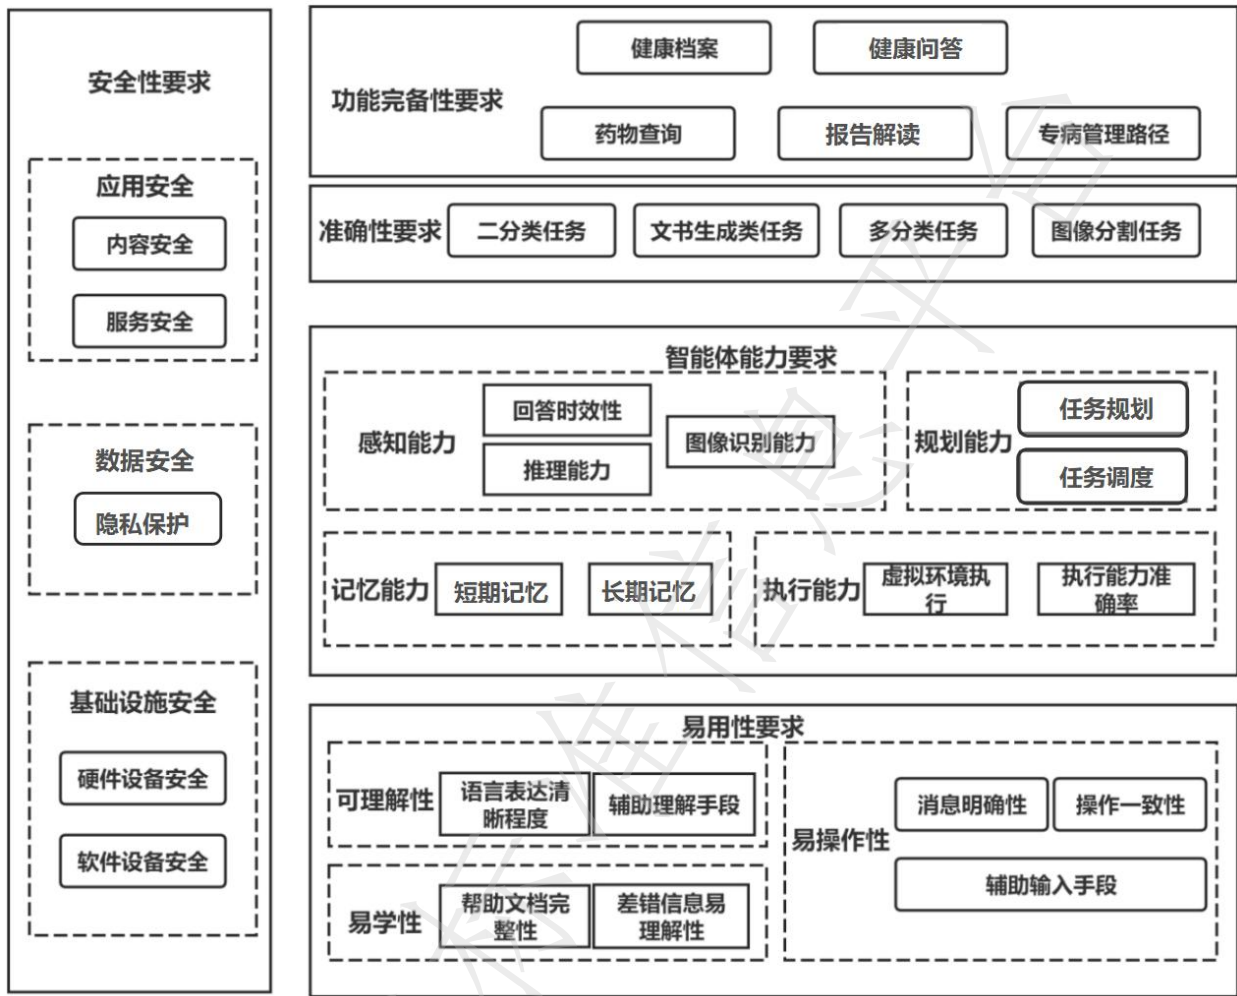 安全性要求
应用安全
内容安全
服务安全
数据安全
隐私保护
基础设施安全
硬件设备安全
软件设备安全
功能完备性要求
健康档案
健康问答
药物查询
报告解读
专病管理路径
准确性要求
二分类任务
文书生成类任务
多分类任务
图像分割任务
智能体能力要求
感知能力
回答时效性
推理能力
图像识别能力
规划能力
任务规划
任务调度
记忆能力
短期记忆
长期记忆
执行能力
虚拟环境执
行
执行能力准
确率
易用性要求
可理解性
语言表达清
晰程度
辅助理解手段
易学性
帮助文档完
整性
差错信息易
理解性
易操作性
消息明确性
操作一致性
辅助输入手段
标准信息平台